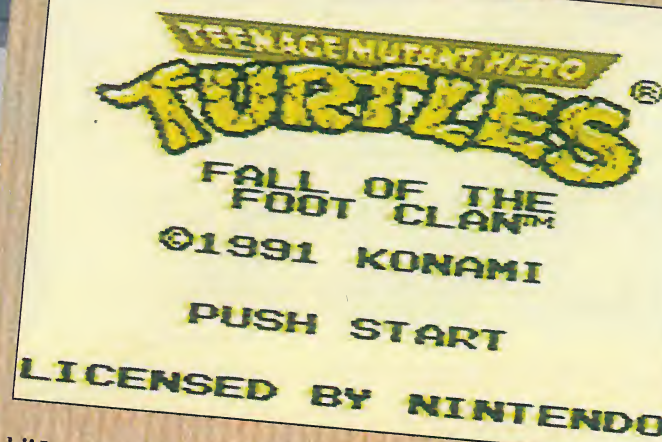 TEENAGE MUTANT HERO
TURTLES®
FALL OF THE
FOOT CLAN™
©1991 KONAMI
PUSH START
LICENSED BY NINTENDO